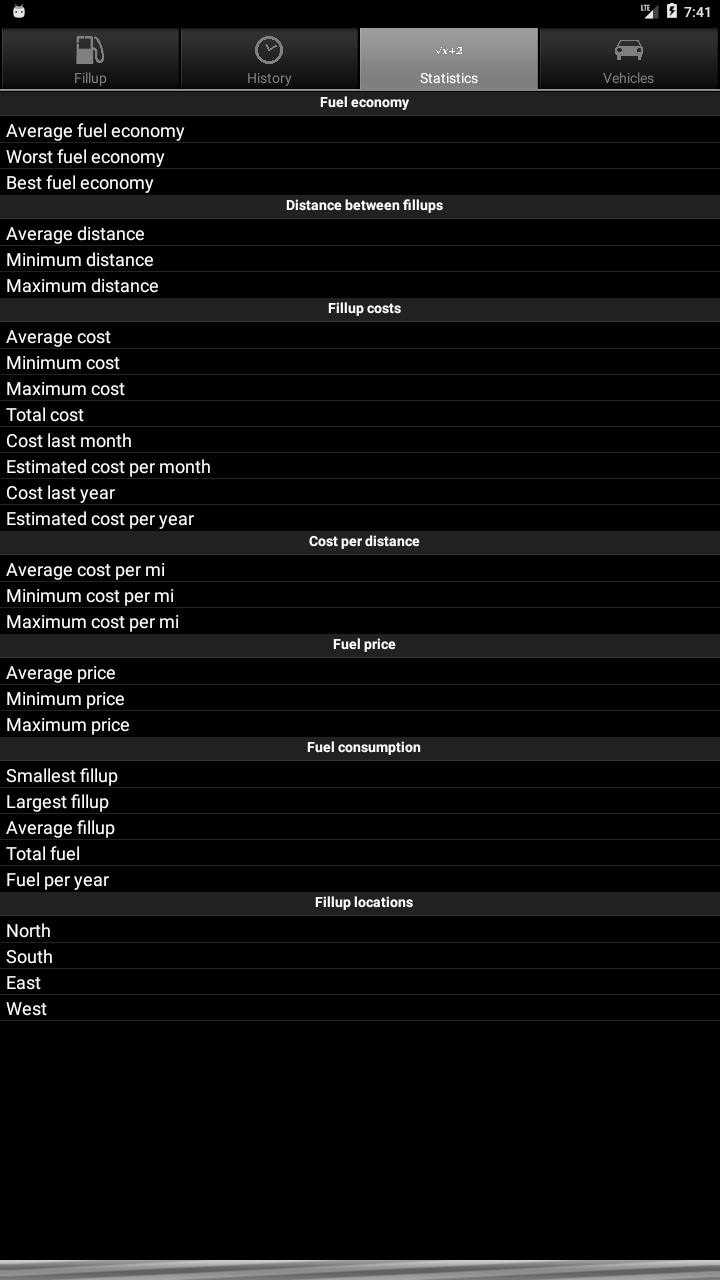 LTE 7:41
Fillup
History
√x+2
Statistics
Vehicles
Fuel economy
Average fuel economy
Worst fuel economy
Best fuel economy
Distance between fillups
Average distance
Minimum distance
Maximum distance
Fillup costs
Average cost
Minimum cost
Maximum cost
Total cost
Cost last month
Estimated cost per month
Cost last year
Estimated cost per year
Cost per distance
Average cost per mi
Minimum cost per mi
Maximum cost per mi
Fuel price
Average price
Minimum price
Maximum price
Fuel consumption
Smallest fillup
Largest fillup
Average fillup
Total fuel
Fuel per year
Fillup locations
North
South
East
West